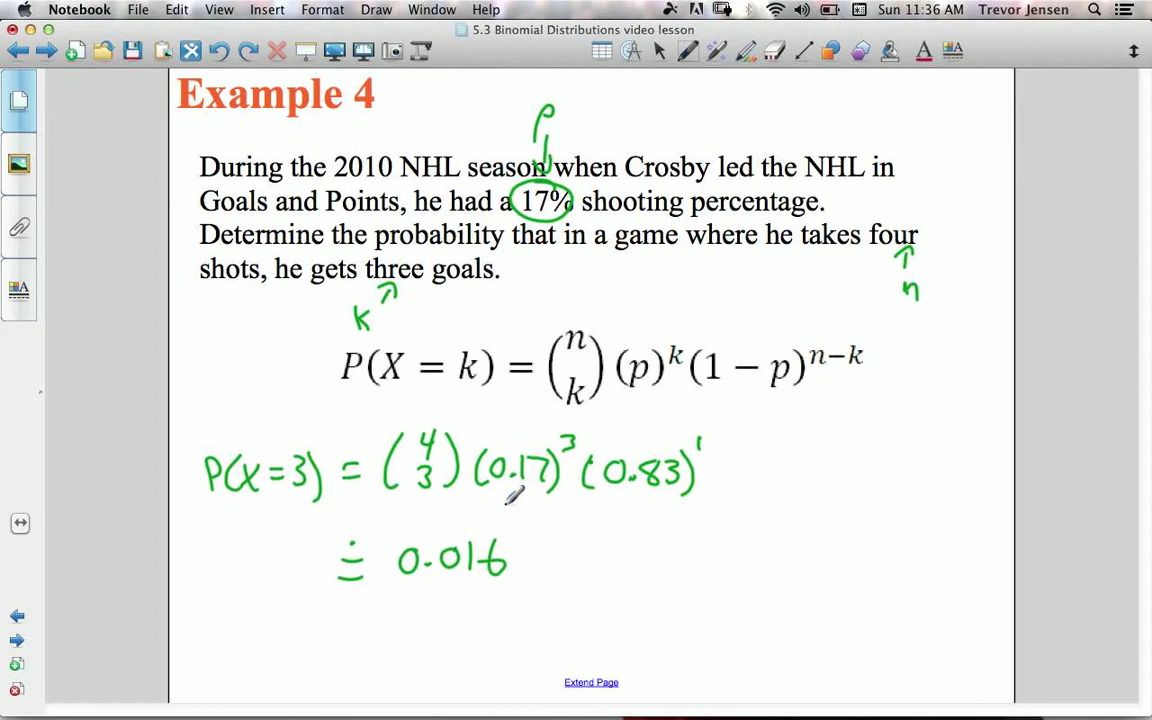 Notebook File Edit View Insert Format Draw Window Help Sun 11:36 AM Trevor Jensen
5.3 Binomial Distributions video lesson
Example 4
p
During the 2010 NHL season when Crosby led the NHL in
Goals and Points, he had a 17% shooting percentage.
Determine the probability that in a game where he takes four
shots, he gets three goals.
k n
P(X = k) = (n k) (p)^k (1 − p)^{n−k}
P(X=3) = (4 3) (0.17)^3 (0.83)^1
≐ 0.016
Extend Page